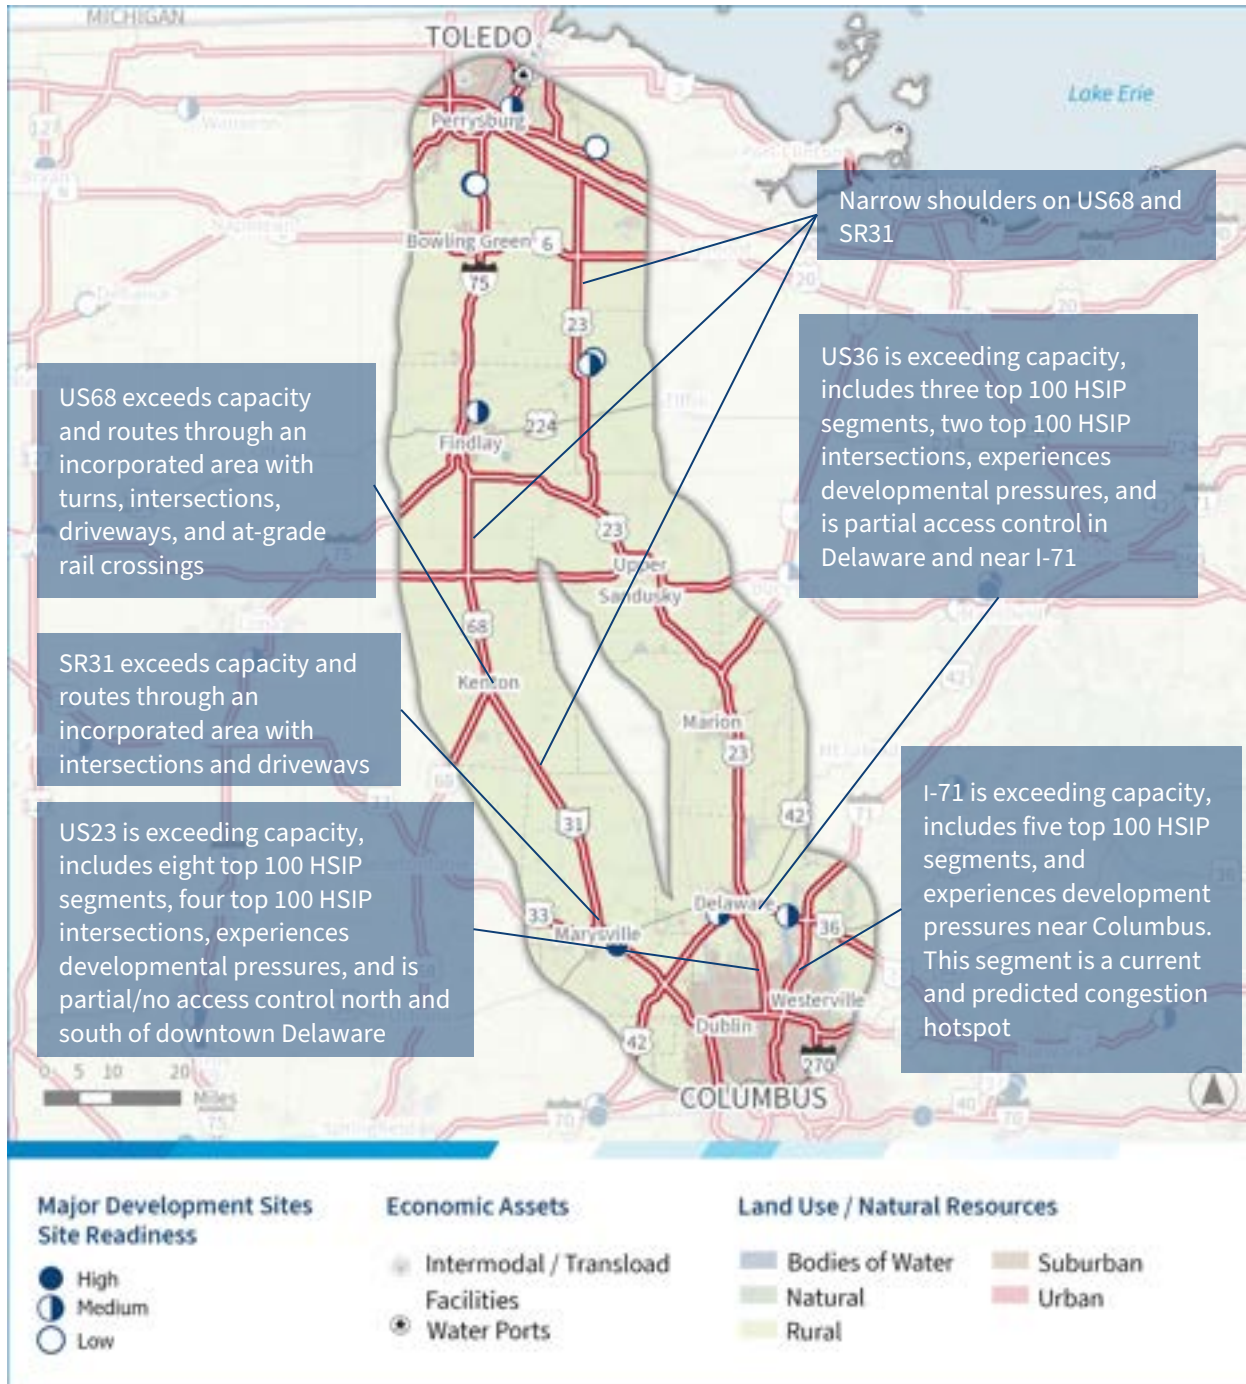 MICHIGAN
TOLEDO
Lake Erie
Perrysburg
Narrow shoulders on US68 and
SR31
Bowling Green
6
75
23
20
20
US36 is exceeding capacity,
includes three top 100 HSIP
segments, two top 100 HSIP
intersections, experiences
developmental pressures, and
is partial access control in
Delaware and near I-71
US68 exceeds capacity
and routes through an
incorporated area with
turns, intersections,
driveways, and at-grade
rail crossings
224
Findlay
23
Upper
Sandusky
68
Kenton
SR31 exceeds capacity and
routes through an
incorporated area with
intersections and driveways
Marion
23
42
42
31
71
I-71 is exceeding capacity,
includes five top 100 HSIP
segments, and
experiences development
pressures near Columbus.
This segment is a current
and predicted congestion
hotspot
US23 is exceeding capacity,
includes eight top 100 HSIP
segments, four top 100 HSIP
intersections, experiences
developmental pressures, and is
partial/no access control north and
south of downtown Delaware
33
Marysville
Delaware
36
Westerville
Dublin
42
270
COLUMBUS
0 5 10 20
Miles
75
70
40
70
Major Development Sites
Site Readiness
High
Medium
Low
Economic Assets
Intermodal / Transload
Facilities
Water Ports
Land Use / Natural Resources
Bodies of Water
Natural
Rural
Suburban
Urban